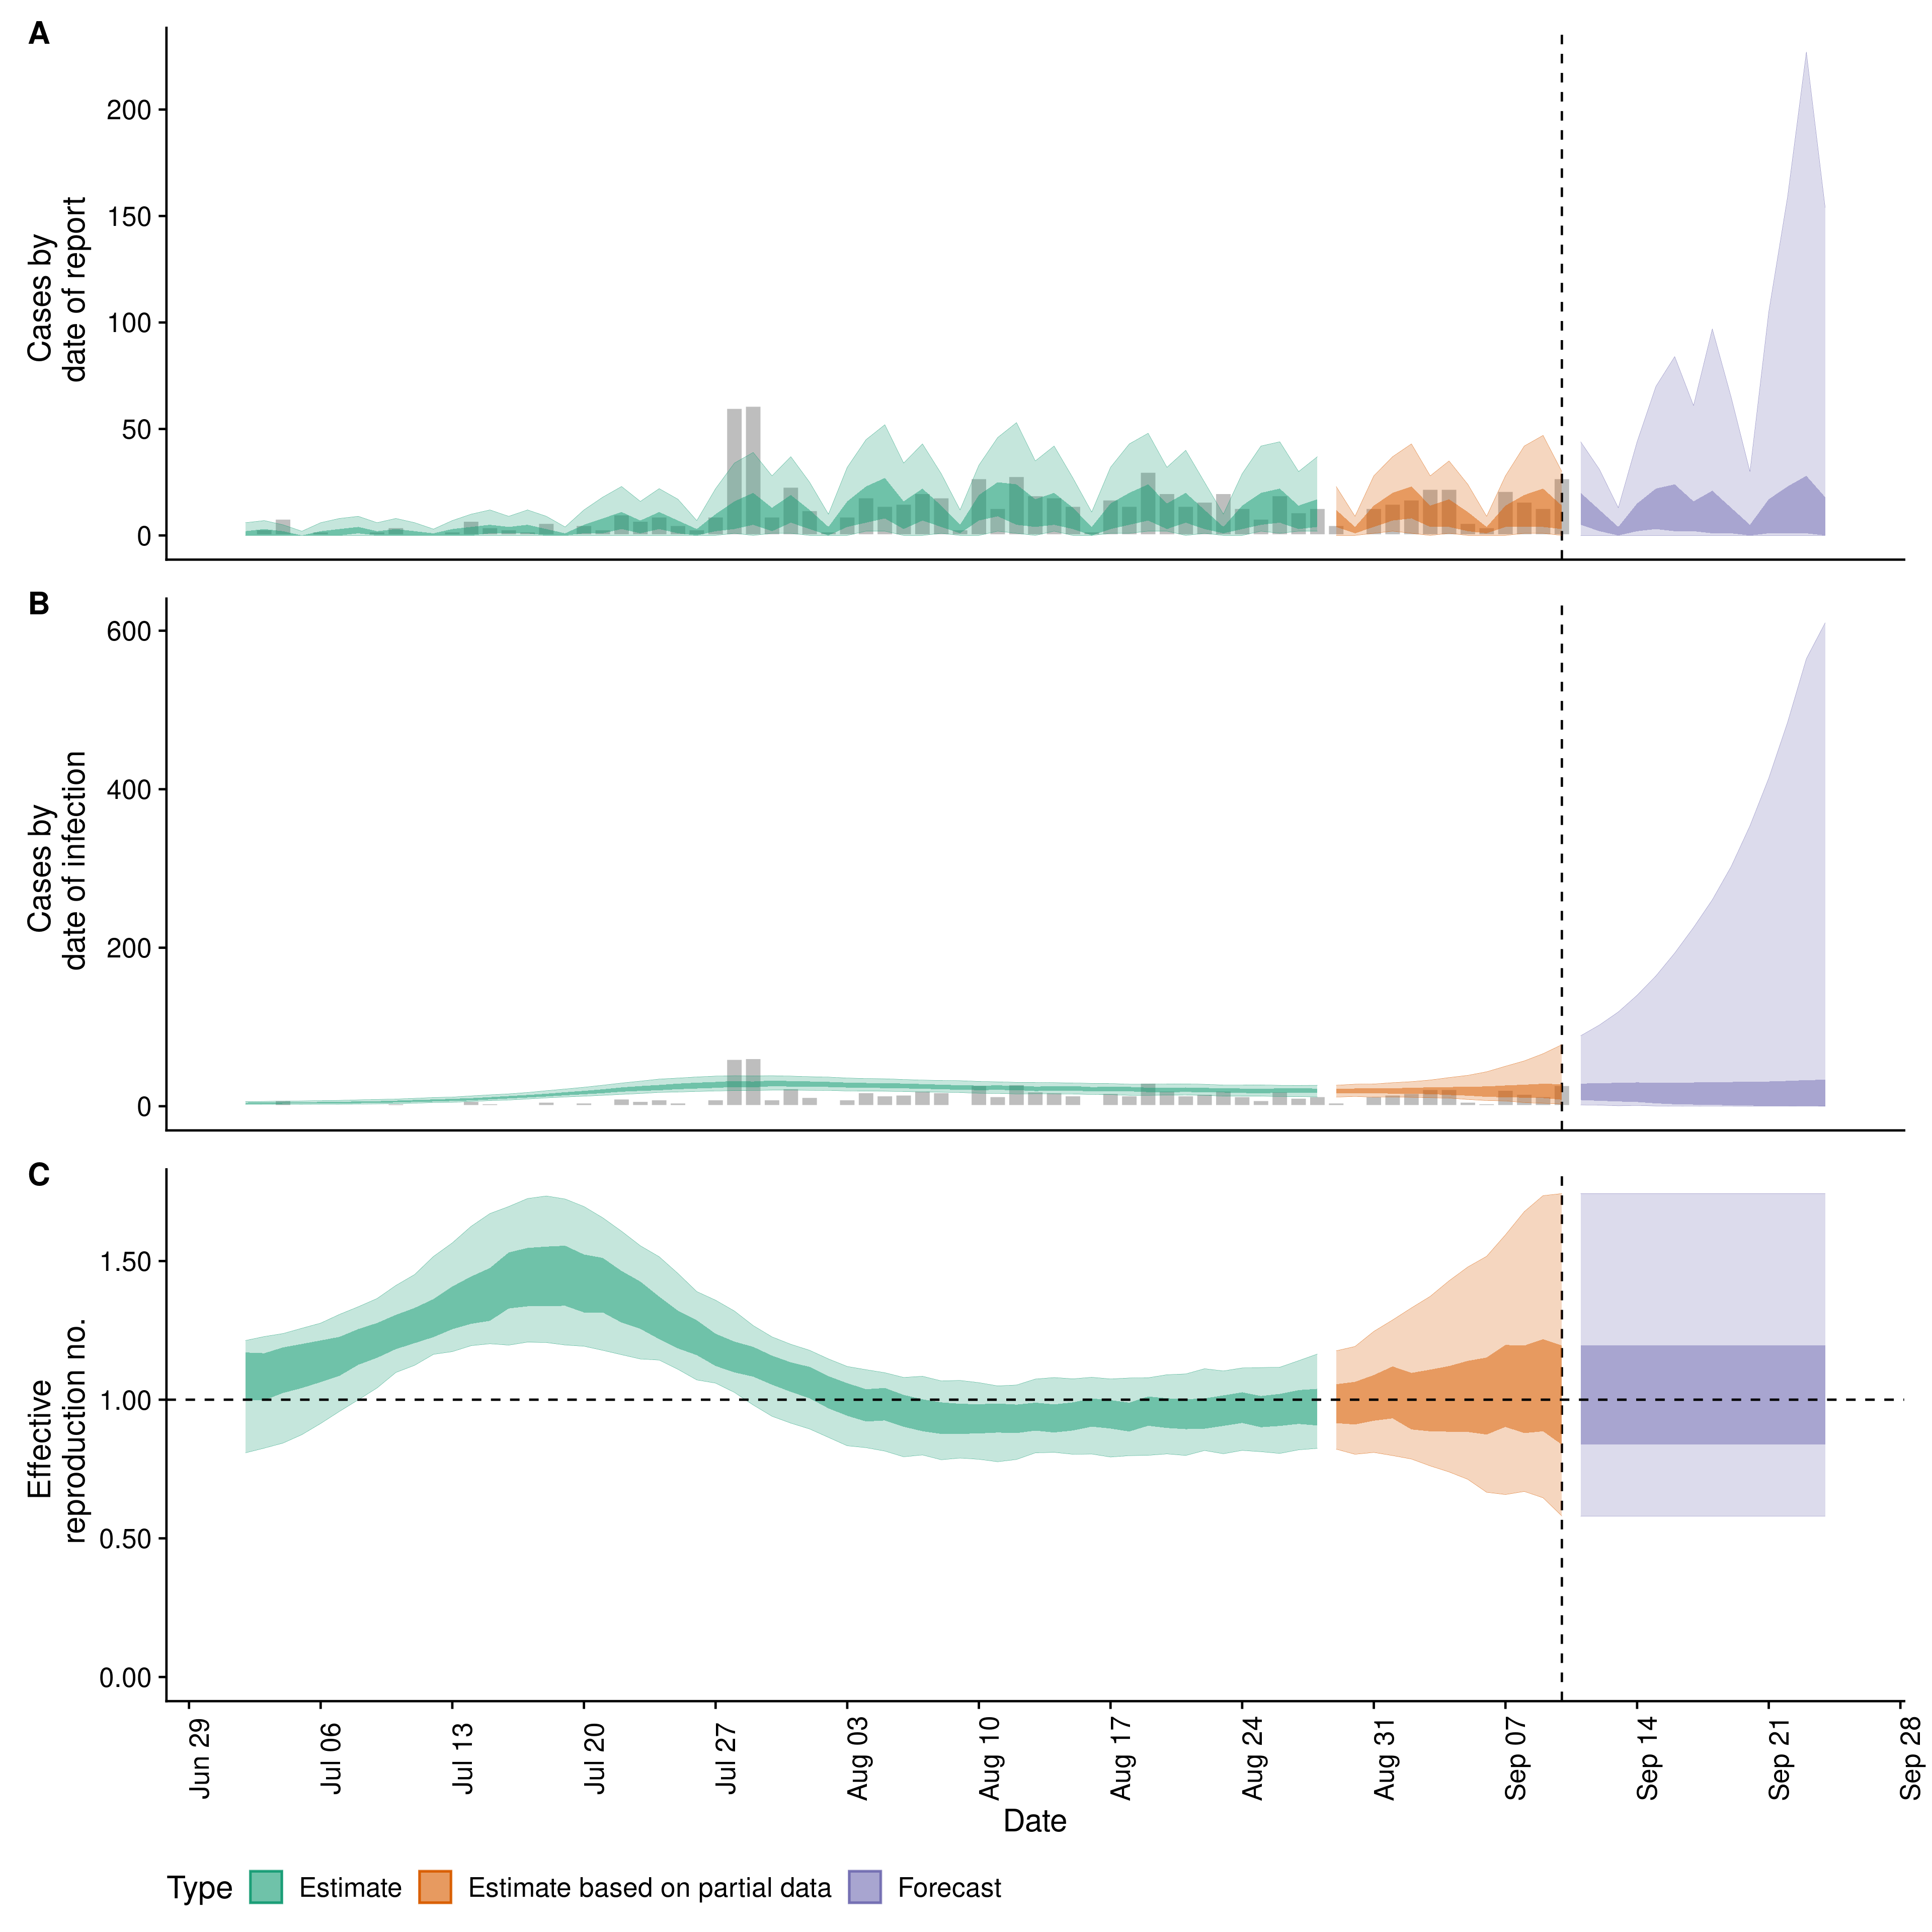 A
Cases by
date of report
200
150
100
50
0
B
Cases by
date of infection
600
400
200
0
C
Effective
reproduction no.
1.50
1.00
0.50
0.00
Jun 29
Jul 06
Jul 13
Jul 20
Jul 27
Aug 03
Aug 10
Aug 17
Aug 24
Aug 31
Sep 07
Sep 14
Sep 21
Sep 28
Date
Type Estimate Estimate based on partial data Forecast